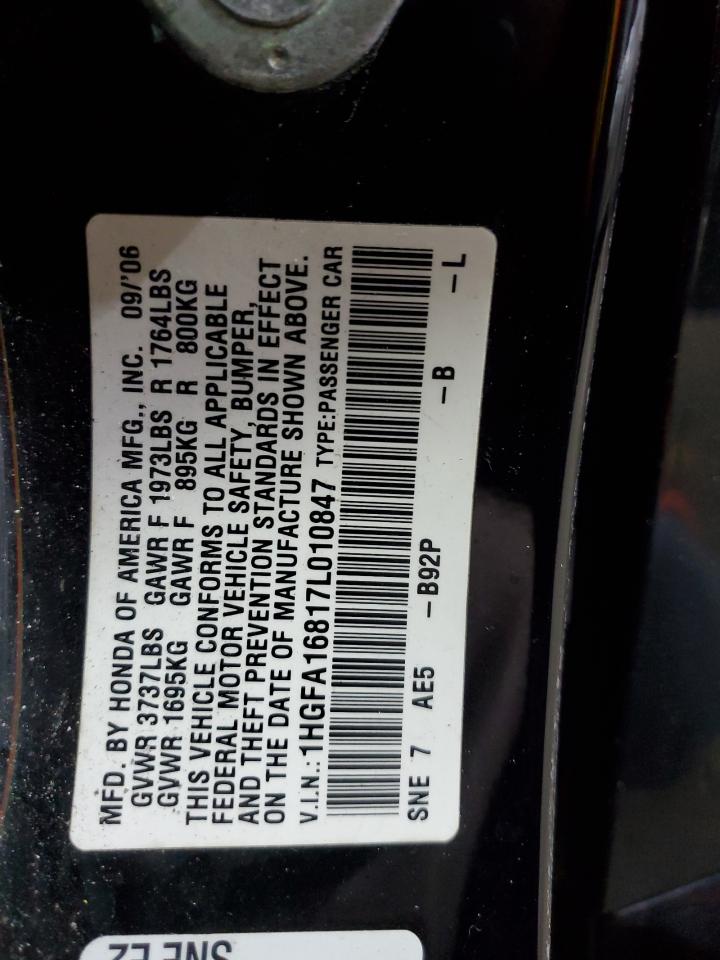 MFD. BY HONDA OF AMERICA MFG., INC. 09/'06
GVWR 3737LBS GAWR F 1973LBS R 1764LBS
GVWR 1695KG GAWR F 895KG R 800KG
THIS VEHICLE CONFORMS TO ALL APPLICABLE
FEDERAL MOTOR VEHICLE SAFETY, BUMPER,
AND THEFT PREVENTION STANDARDS IN EFFECT
ON THE DATE OF MANUFACTURE SHOWN ABOVE.
V.I.N.: 1HGFA16817L010847 TYPE:PASSENGER CAR
SNE 7 AE5 –B92P –B –L